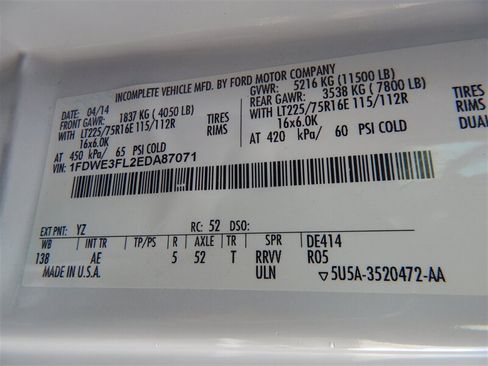 INCOMPLETE VEHICLE MFD. BY FORD MOTOR COMPANY
DATE: 04/14 GVWR: 5216 KG (11500 LB)
FRONT GAWR: 1837 KG (4050 LB) TIRES REAR GAWR: 3538 KG (7800 LB) TIRES
WITH LT225/75R16E 115/112R RIMS WITH LT225/75R16E 115/112R RIMS
16x6.0K 16x6.0K DUAL
AT 450 kPa/ 65 PSI COLD AT 420 kPa/ 60 PSI COLD
VIN: 1FDWE3FL2EDA87071
EXT PNT: YZ RC: 52 DSO:
WB INT TR TP/PS R AXLE TR SPR DE414
138 AE 5 52 T RRVV R05
MADE IN U.S.A. ULN ▽5U5A-3520472-AA